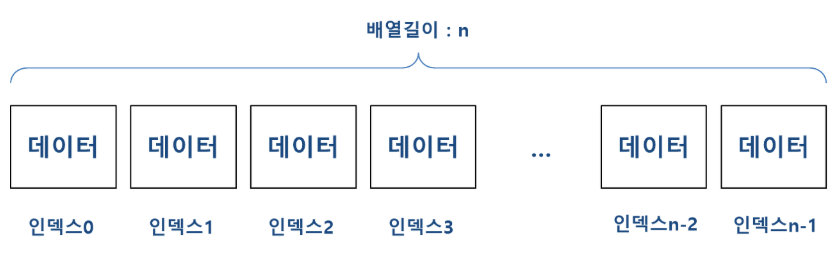 배열길이 : n
데이터 데이터 데이터 데이터 ... 데이터 데이터
인덱스0 인덱스1 인덱스2 인덱스3 인덱스n-2 인덱스n-1